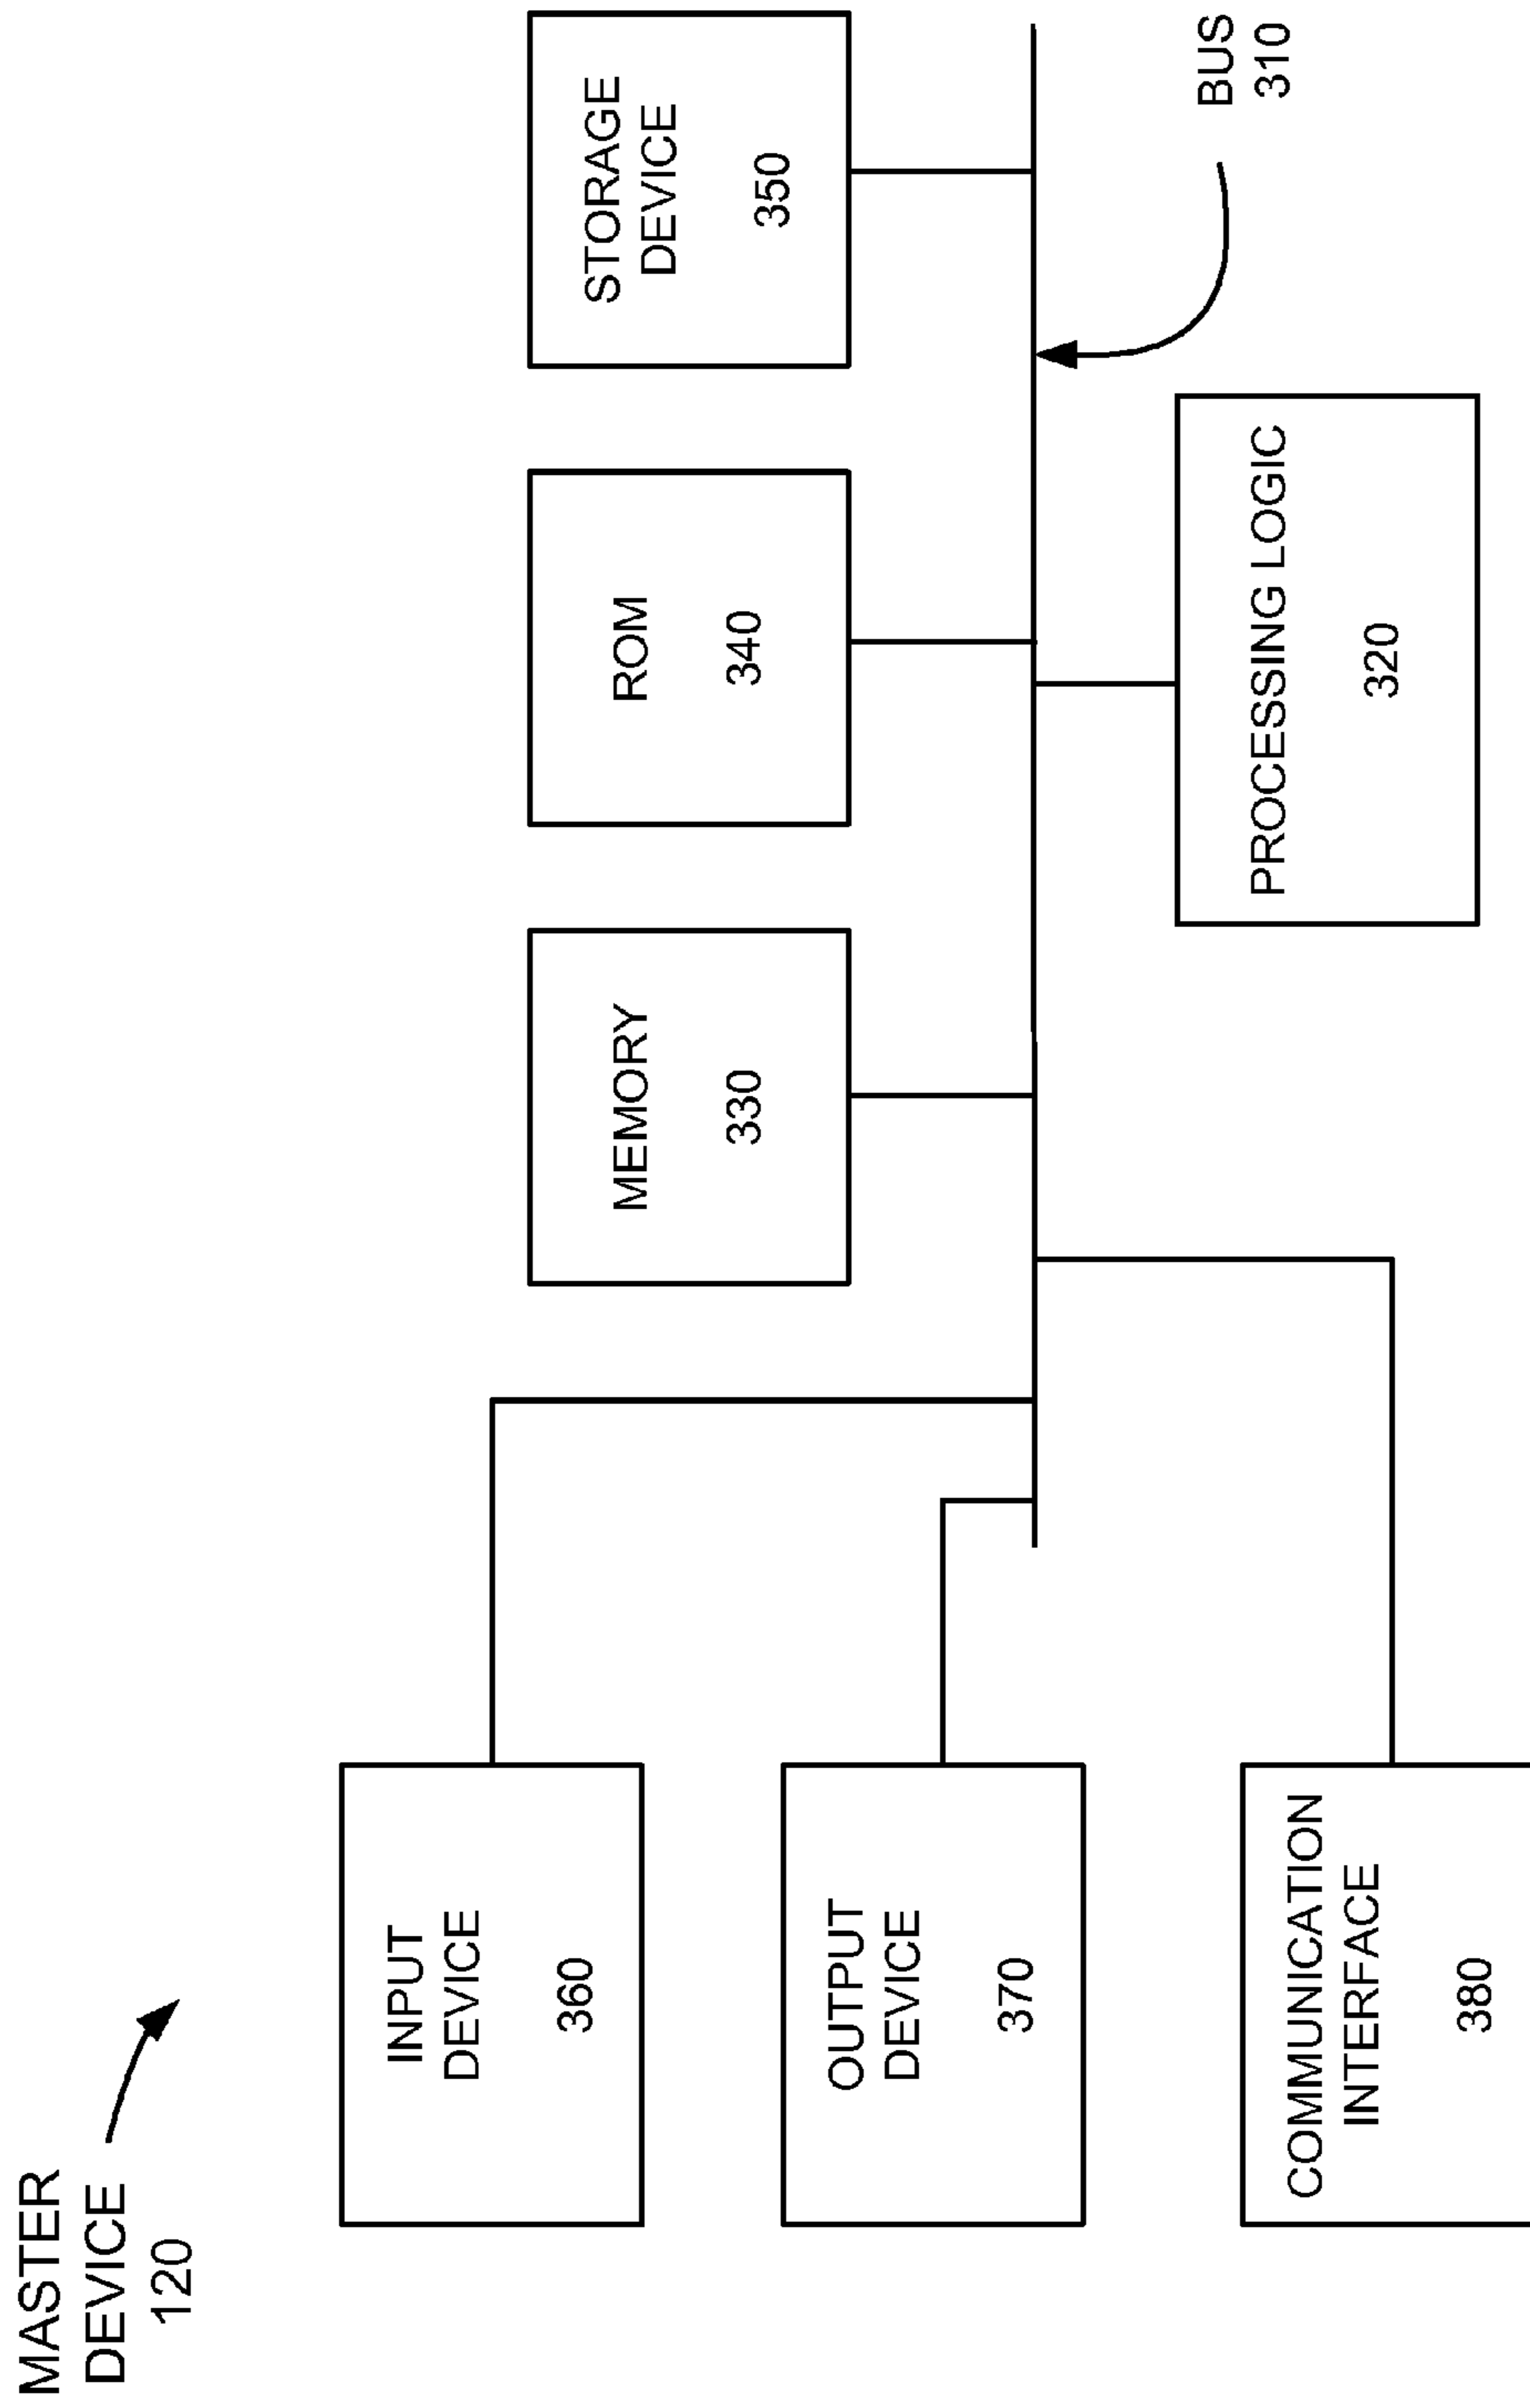 MASTER
DEVICE
120
INPUT
DEVICE
360
MEMORY
330
ROM
340
STORAGE
DEVICE
350
OUTPUT
DEVICE
370
BUS
310
PROCESSING LOGIC
320
COMMUNICATION
INTERFACE
380